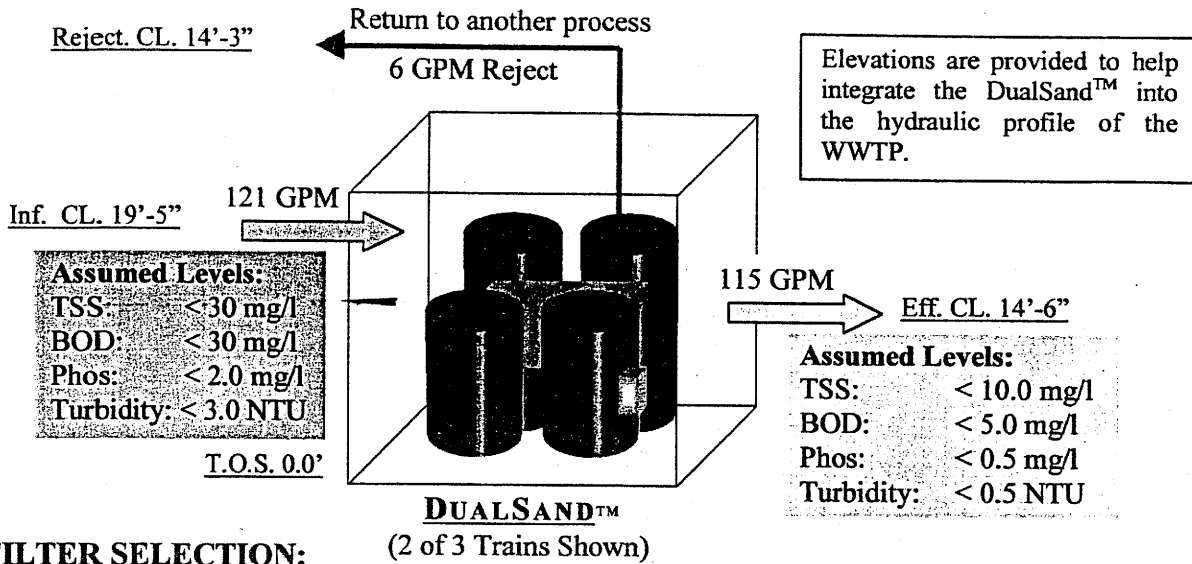 Return to another process
Reject. CL. 14’-3”
6 GPM Reject
Elevations are provided to help
integrate the DualSand™ into
the hydraulic profile of the
WWTP.
121 GPM
Inf. CL. 19’-5”
Assumed Levels:
TSS: < 30 mg/l
BOD: < 30 mg/l
Phos: < 2.0 mg/l
Turbidity: < 3.0 NTU
T.O.S. 0.0’
115 GPM
Eff. CL. 14’-6”
Assumed Levels:
TSS: < 10.0 mg/l
BOD: < 5.0 mg/l
Phos: < 0.5 mg/l
Turbidity: < 0.5 NTU
DUALSAND™
(2 of 3 Trains Shown)
FILTER SELECTION: